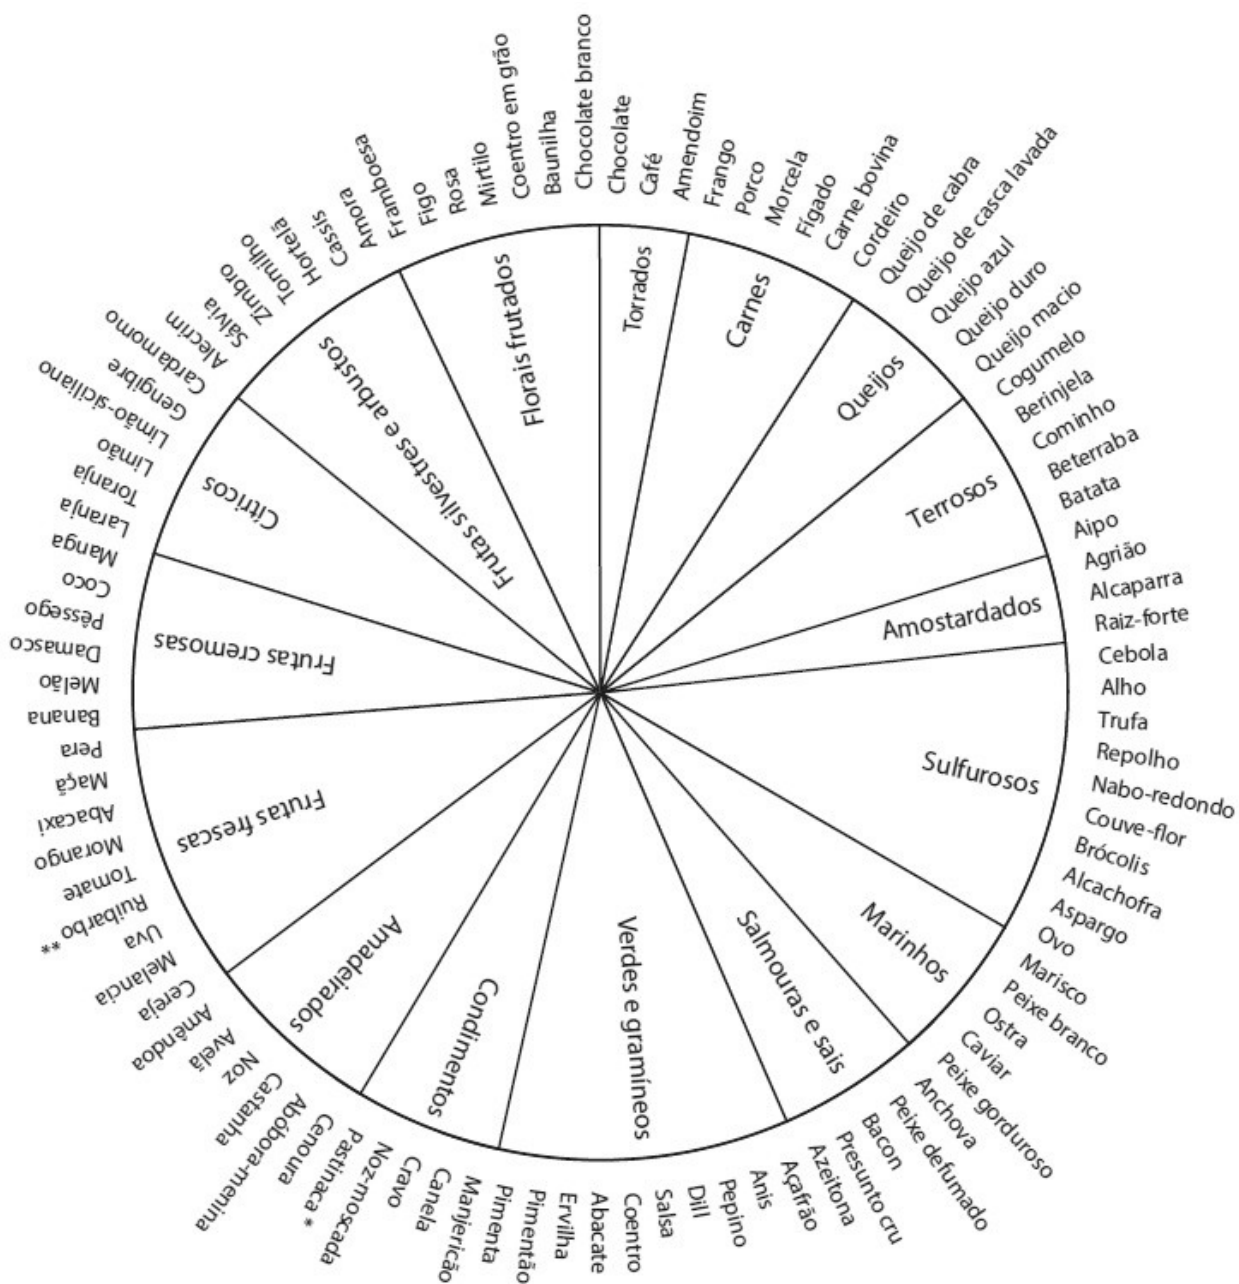 Chocolate
Café
Amendoim
Frango
Porco
Morcela
Fígado
Carne bovina
Cordeiro
Queijo de cabra
Queijo de casca lavada
Queijo azul
Queijo duro
Queijo macio
Cogumelo
Berinjela
Cominho
Beterraba
Batata
Aipo
Agrião
Alcaparra
Raiz-forte
Cebola
Alho
Trufa
Repolho
Nabo-redondo
Couve-flor
Brócolis
Alcachofra
Aspargo
Ovo
Marisco
Peixe branco
Ostra
Caviar
Peixe gorduroso
Anchova
Peixe defumado
Bacon
Presunto cru
Azeitona
Açafrão
Anis
Pepino
Dill
Salsa
Coentro
Abacate
Ervilha
Pimentão
Pimenta
Manjericão
Canela
Cravo
Noz-moscada
Pastinaca *
Cenoura
Abóbora-menina
Castanha
Noz
Avelã
Amêndoa
Cereja
Melancia
Uva
Ruibarbo **
Tomate
Morango
Abacaxi
Maçã
Pera
Banana
Melão
Damasco
Pêssego
Coco
Manga
Laranja
Toranja
Limão
Limão-siciliano
Gengibre
Cardamomo
Alecrim
Sálvia
Zimbro
Tomilho
Hortelã
Cassis
Amora
Framboesa
Figo
Rosa
Mirtilo
Coentro em grão
Baunilha
Chocolate branco
Torrados
Carnes
Queijos
Terrosos
Amostardados
Sulfurosos
Marinhos
Salmouras e sais
Verdes e gramíneos
Condimentos
Amadeirados
Frutas frescas
Frutas cremosas
Cítricos
Frutas silvestres e arbustos
Florais frutados